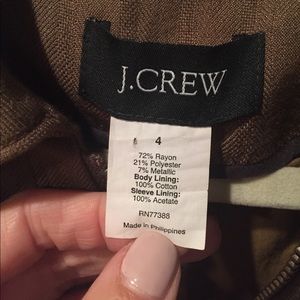 J.CREW
4
72% Rayon
21% Polyester
7% Metallic
Body Lining:
100% Cotton
Sleeve Lining:
100% Acetate
RN77388
Made in Philippines